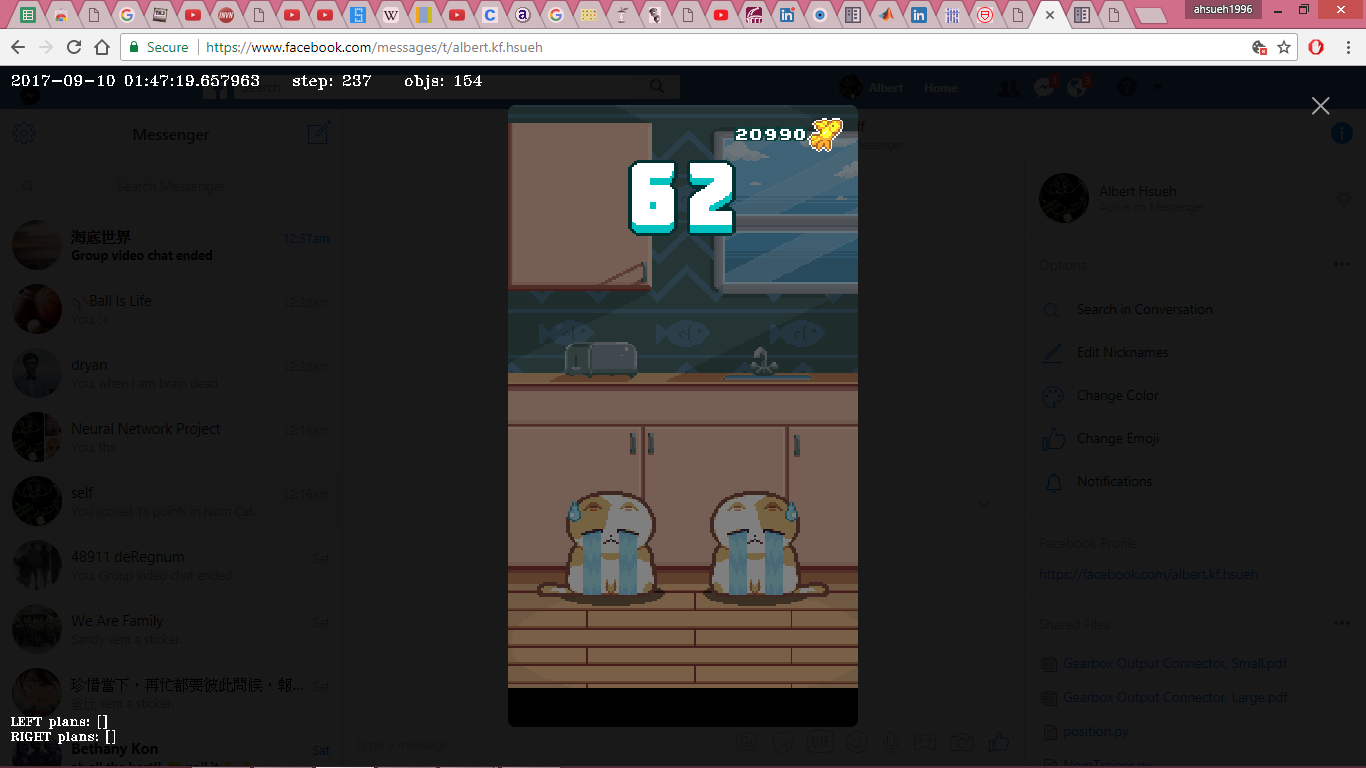 ahsueh1996
Secure
https://www.facebook.com/messages/t/albert.kf.hsueh
2017-09-10 01:47:19.657963 step: 237 objs: 154
Search
Albert
Home
Messenger
Search Messenger
海底世界
12:37am
Group video chat ended
Ball Is Life
12:28am
dryan
12:28am
You: when i am brain dead
Neural Network Project
12:18am
You: thx
self
12:16am
You scored 18 points in Nom Cat.
48911 deRegnum
Sat
You: Group video chat ended
We Are Family
Sat
Sandy sent a sticker.
珍惜當下，再忙都要彼此問候，報...
Sat
sent a sticker.
LEFT plans: []
RIGHT plans: []
Bethany Kon
Sat
20990
62
Type a message...
GIF
Albert Hsueh
Active on Messenger
Options
Search in Conversation
Edit Nicknames
Change Color
Change Emoji
Notifications
Facebook Profile
https://facebook.com/albert.kf.hsueh
Shared Files
Gearbox Output Connector, Small.pdf
Gearbox Output Connector, Large.pdf
position.py